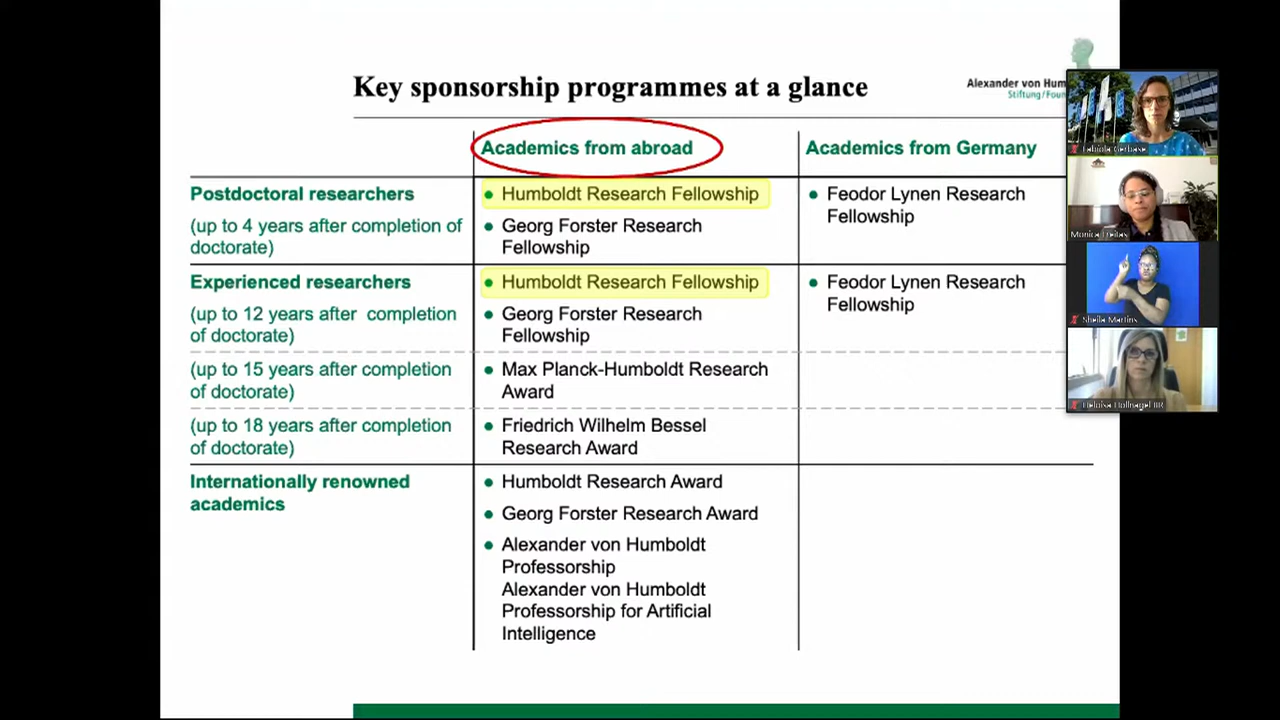 Key sponsorship programmes at a glance
Alexander von
Stiftung
Academics from abroad
Academics from Germany
Postdoctoral researchers
(up to 4 years after completion of
doctorate)
• Humboldt Research Fellowship
• Georg Forster Research
Fellowship
• Feodor Lynen Research
Fellowship
Experienced researchers
(up to 12 years after completion
of doctorate)
• Humboldt Research Fellowship
• Georg Forster Research
Fellowship
• Feodor Lynen Research
Fellowship
(up to 15 years after completion
of doctorate)
• Max Planck-Humboldt Research
Award
(up to 18 years after completion
of doctorate)
• Friedrich Wilhelm Bessel
Research Award
Internationally renowned
academics
• Humboldt Research Award
• Georg Forster Research Award
• Alexander von Humboldt
Professorship
Alexander von Humboldt
Professorship for Artificial
Intelligence
Fabíola Gerbase
Monica Freitas
Sheila Martins
Heloisa Hollnagel